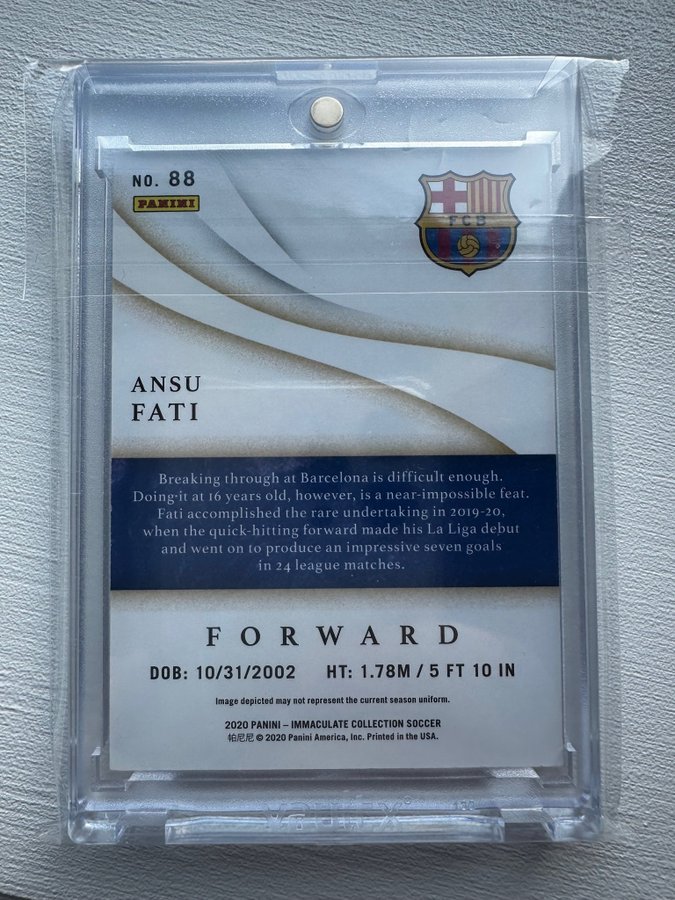 NO. 88
PANINI
FCB
ANSU
FATI
Breaking through at Barcelona is difficult enough.
Doing it at 16 years old, however, is a near-impossible feat.
Fati accomplished the rare undertaking in 2019-20,
when the quick-hitting forward made his La Liga debut
and went on to produce an impressive seven goals
in 24 league matches.
FORWARD
DOB: 10/31/2002 HT: 1.78M / 5 FT 10 IN
Image depicted may not represent the current season uniform.
2020 PANINI – IMMACULATE COLLECTION SOCCER
帕尼尼 © 2020 Panini America, Inc. Printed in the USA.